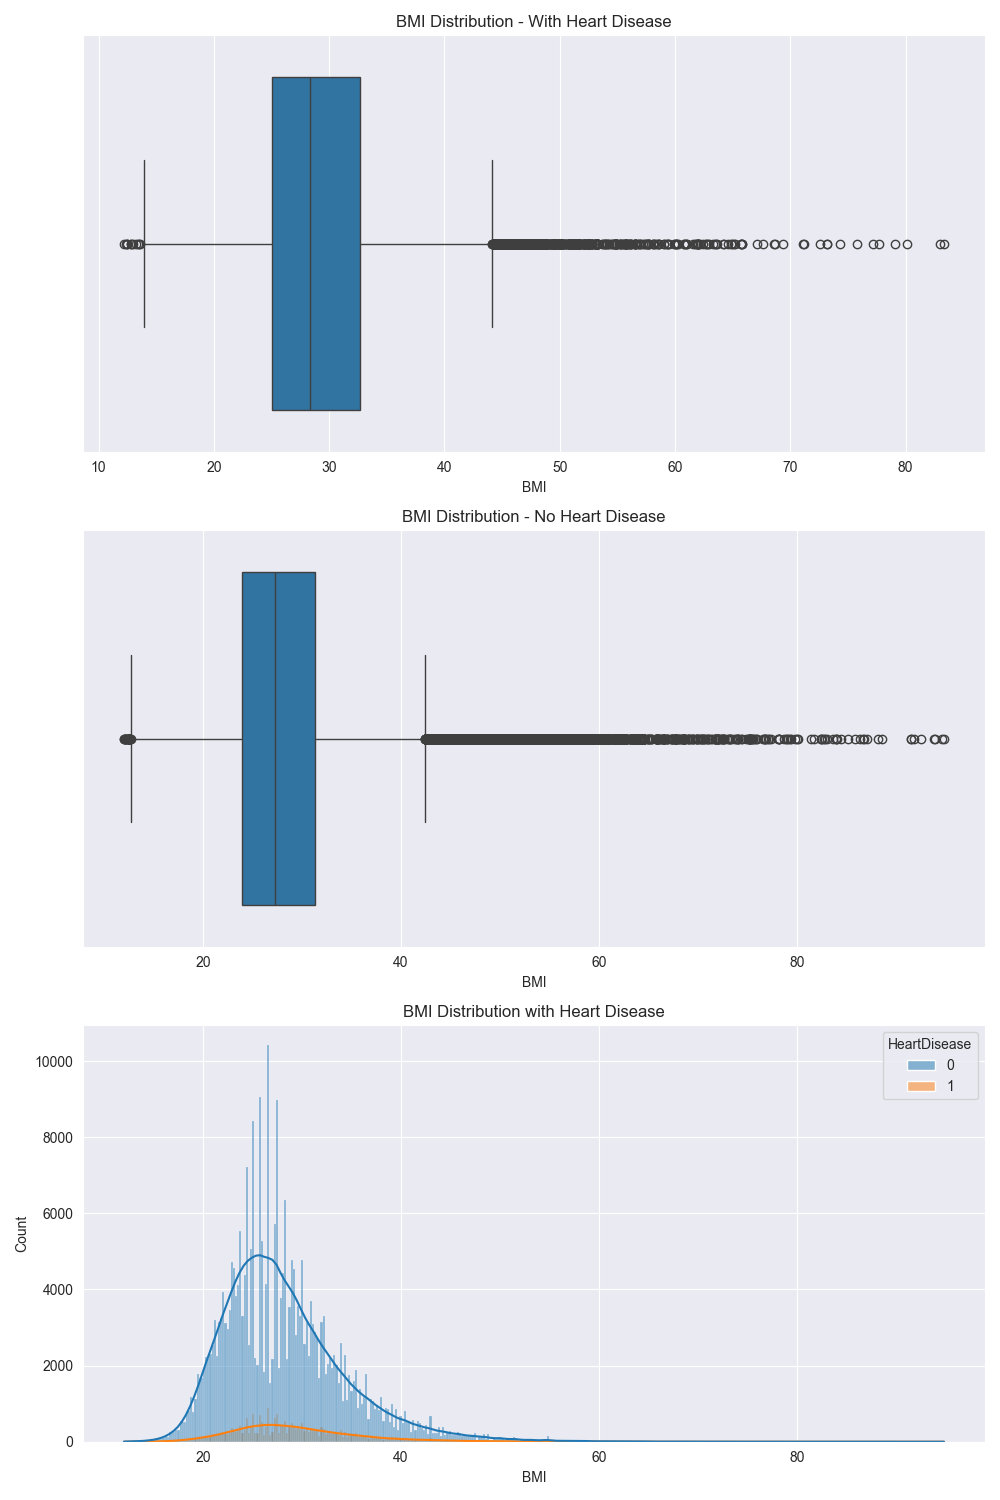 BMI Distribution - With Heart Disease
10 20 30 40 50 60 70 80
BMI
BMI Distribution - No Heart Disease
20 40 60 80
BMI
BMI Distribution with Heart Disease
HeartDisease
0
1
10000
8000
6000
4000
2000
0
Count
20 40 60 80
BMI